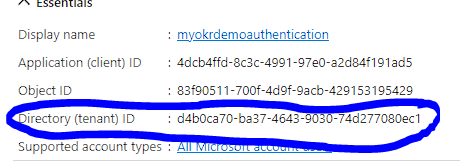 Essentials
Display name : myokrdemoauthentication
Application (client) ID : 4dcb4ffd-8c3c-4991-97e0-a2d84f191ad5
Object ID : 83f90511-700f-4d9f-9acb-429153195429
Directory (tenant) ID : d4b0ca70-ba37-4643-9030-74d277080ec1
Supported account types : All Microsoft account users